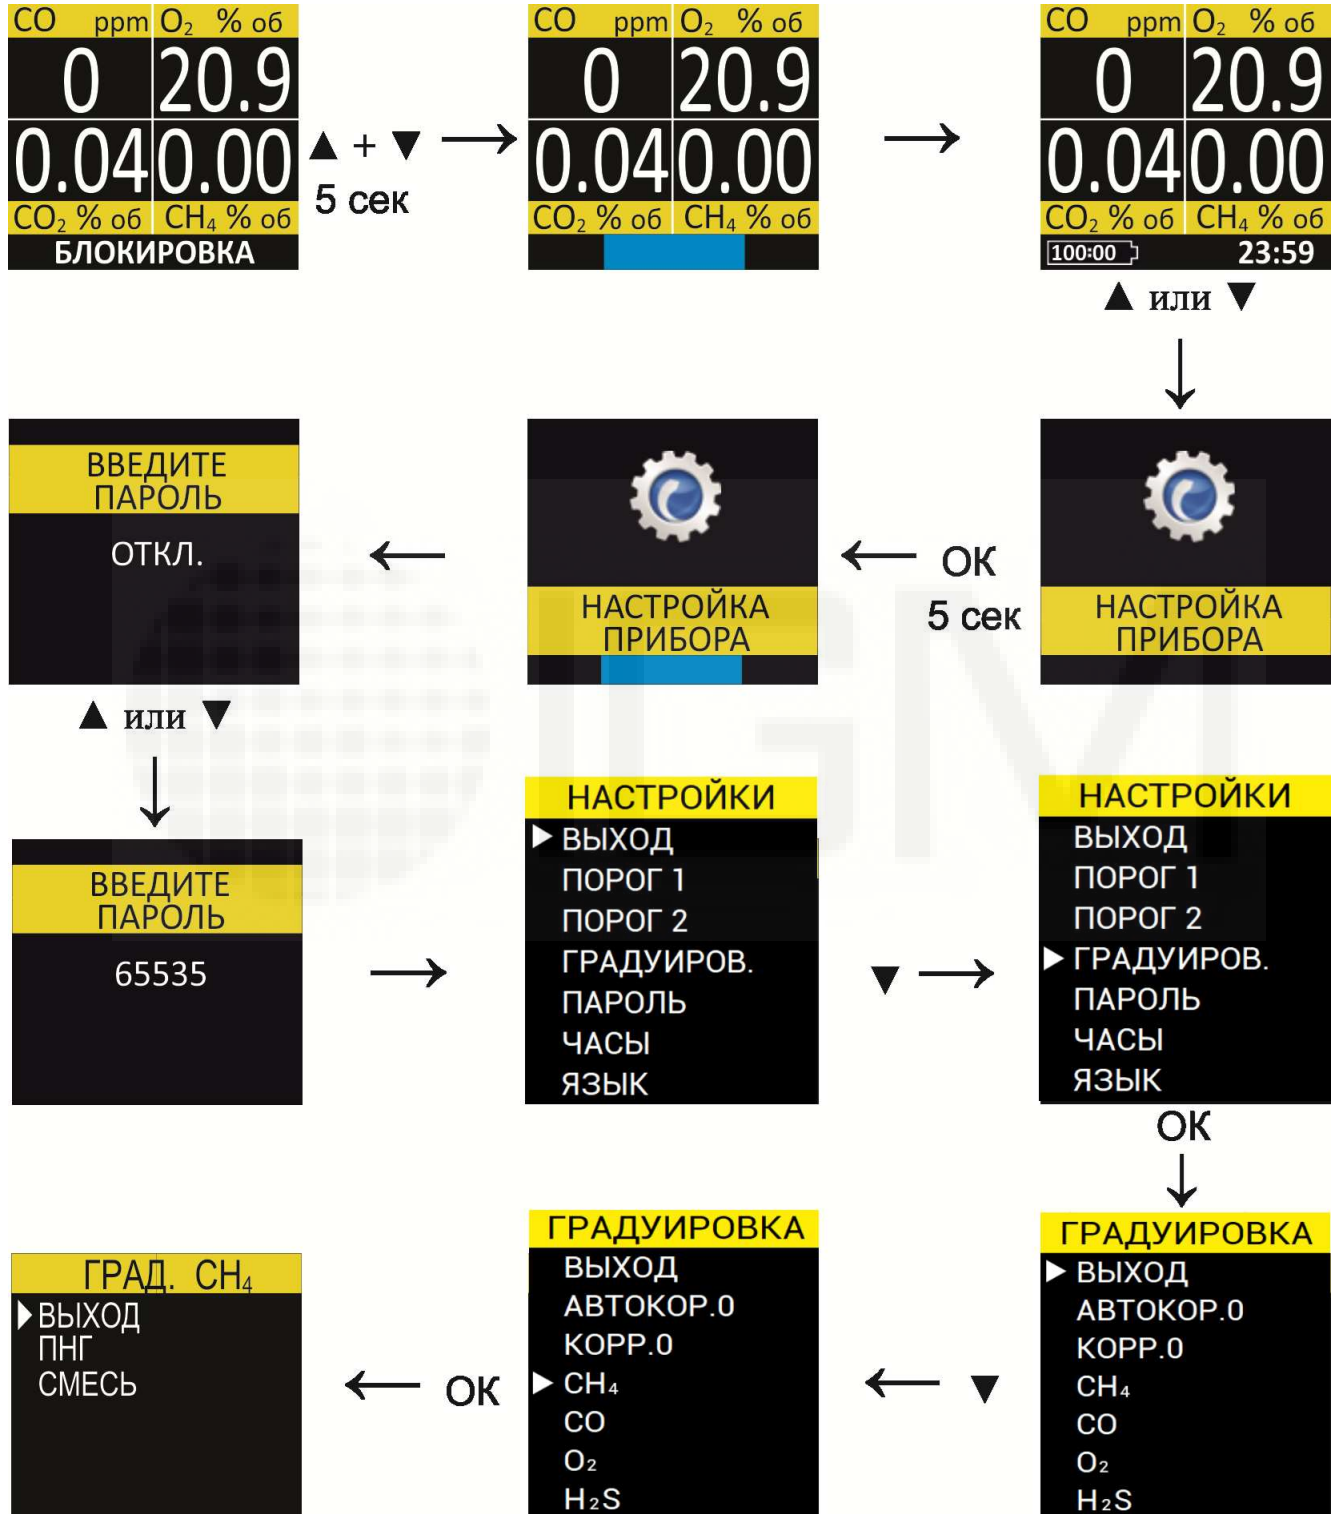 CO ppm O₂ % об
0 20.9
0.04 0.00
CO₂ % об CH₄ % об
БЛОКИРОВКА
▲ + ▼ →
5 сек
CO ppm O₂ % об
0 20.9
0.04 0.00
CO₂ % об CH₄ % об
→
CO ppm O₂ % об
0 20.9
0.04 0.00
CO₂ % об CH₄ % об
100:00 23:59
▲ или ▼
↓
НАСТРОЙКА
ПРИБОРА
← ОК
5 сек
НАСТРОЙКА
ПРИБОРА
←
ВВЕДИТЕ
ПАРОЛЬ
ОТКЛ.
▲ или ▼
↓
ВВЕДИТЕ
ПАРОЛЬ
65535
→
НАСТРОЙКИ
▶ ВЫХОД
ПОРОГ 1
ПОРОГ 2
ГРАДУИРОВ.
ПАРОЛЬ
ЧАСЫ
ЯЗЫК
▼ →
НАСТРОЙКИ
ВЫХОД
ПОРОГ 1
ПОРОГ 2
▶ ГРАДУИРОВ.
ПАРОЛЬ
ЧАСЫ
ЯЗЫК
ОК
↓
ГРАДУИРОВКА
▶ ВЫХОД
АВТОКОР.0
КОРР.0
CH₄
CO
O₂
H₂S
← ▼
ГРАДУИРОВКА
ВЫХОД
АВТОКОР.0
КОРР.0
▶ CH₄
CO
O₂
H₂S
← ОК
ГРАД. CH₄
▶ ВЫХОД
ПНГ
СМЕСЬ
IGM